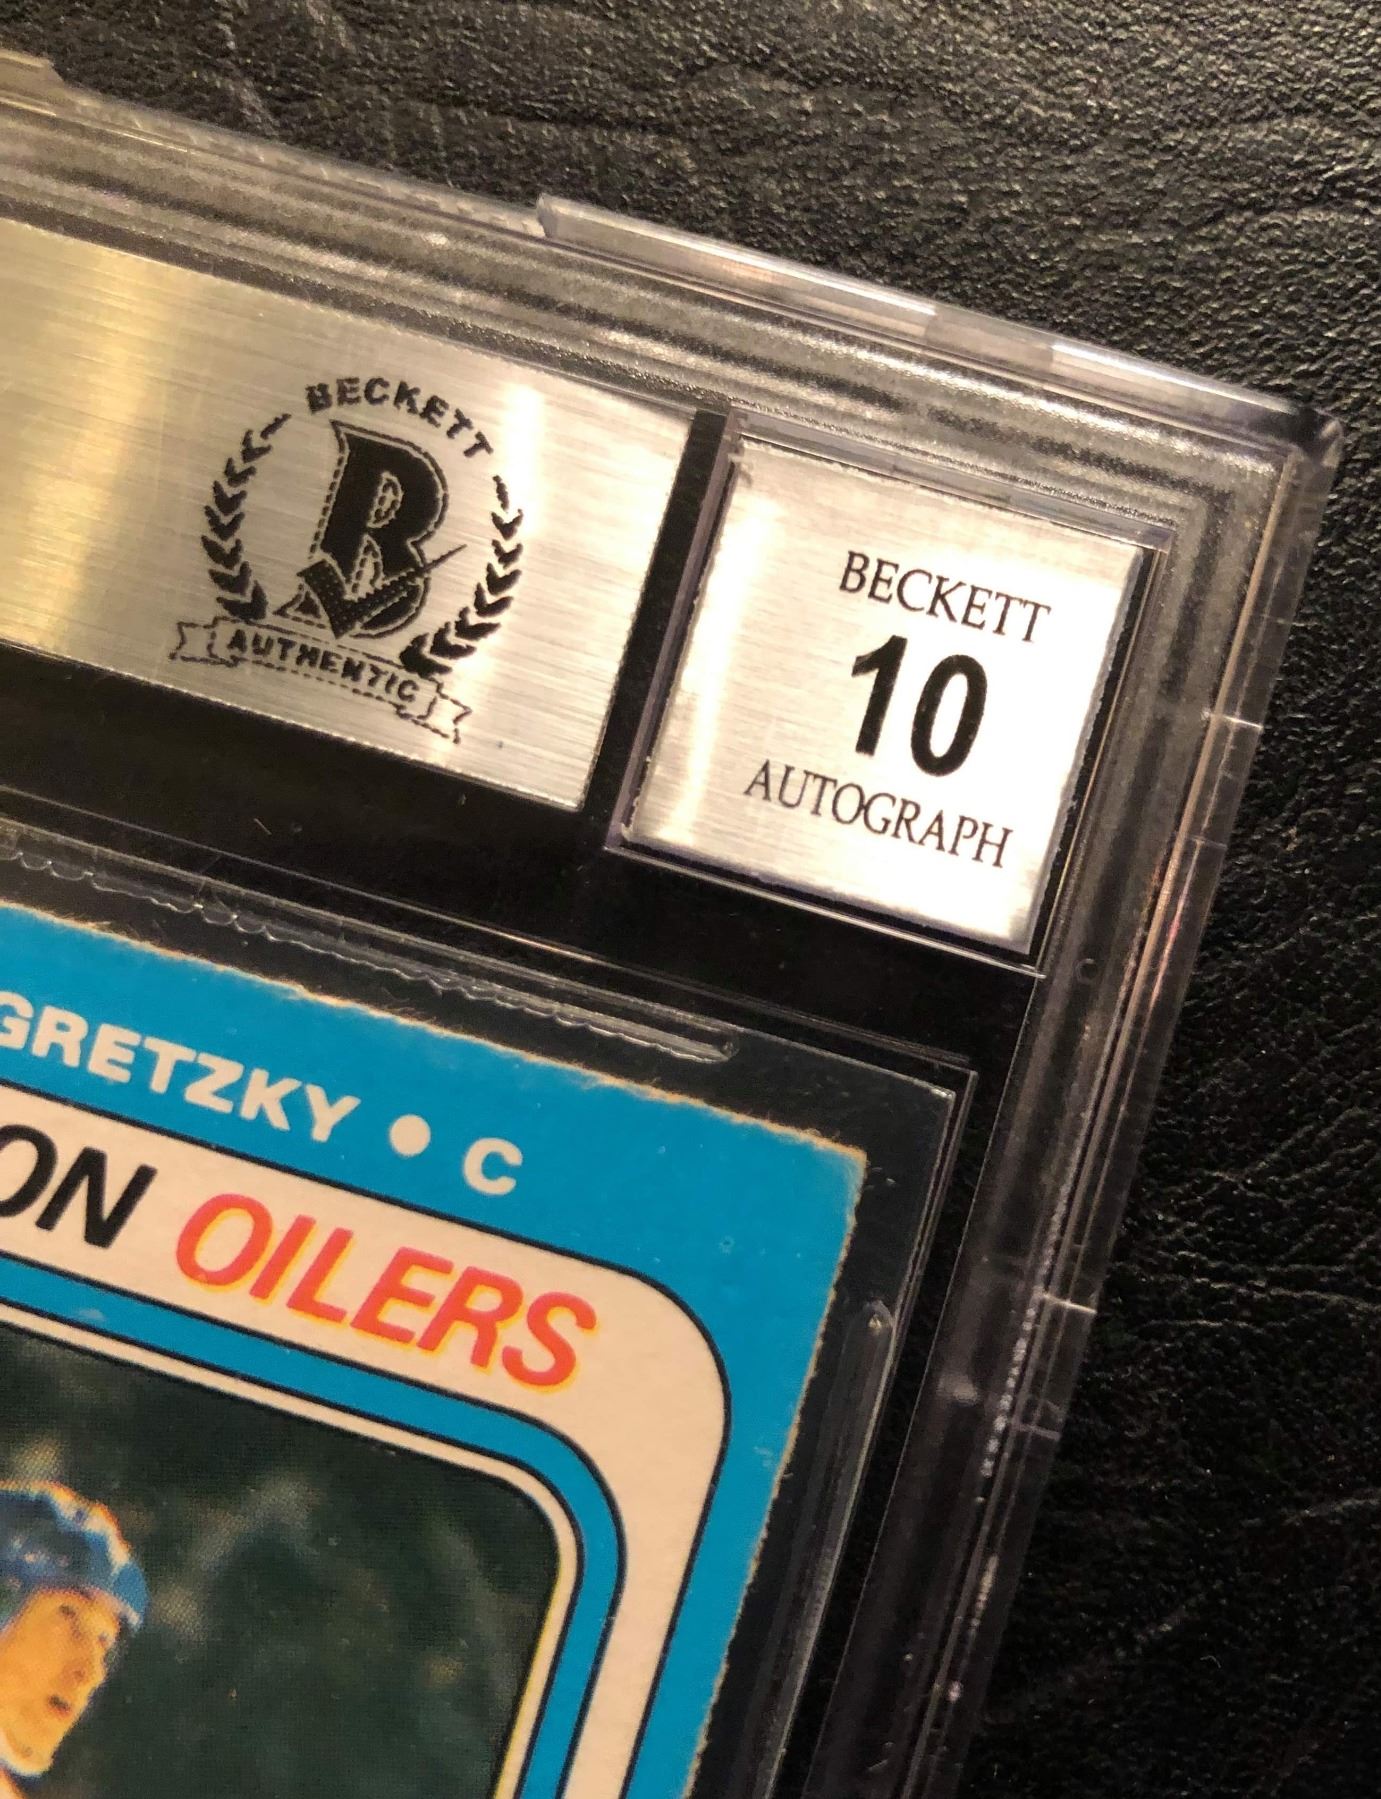 BECKETT
B
AUTHENTIC
BECKETT
10
AUTOGRAPH
GRETZKY • C
ON OILERS